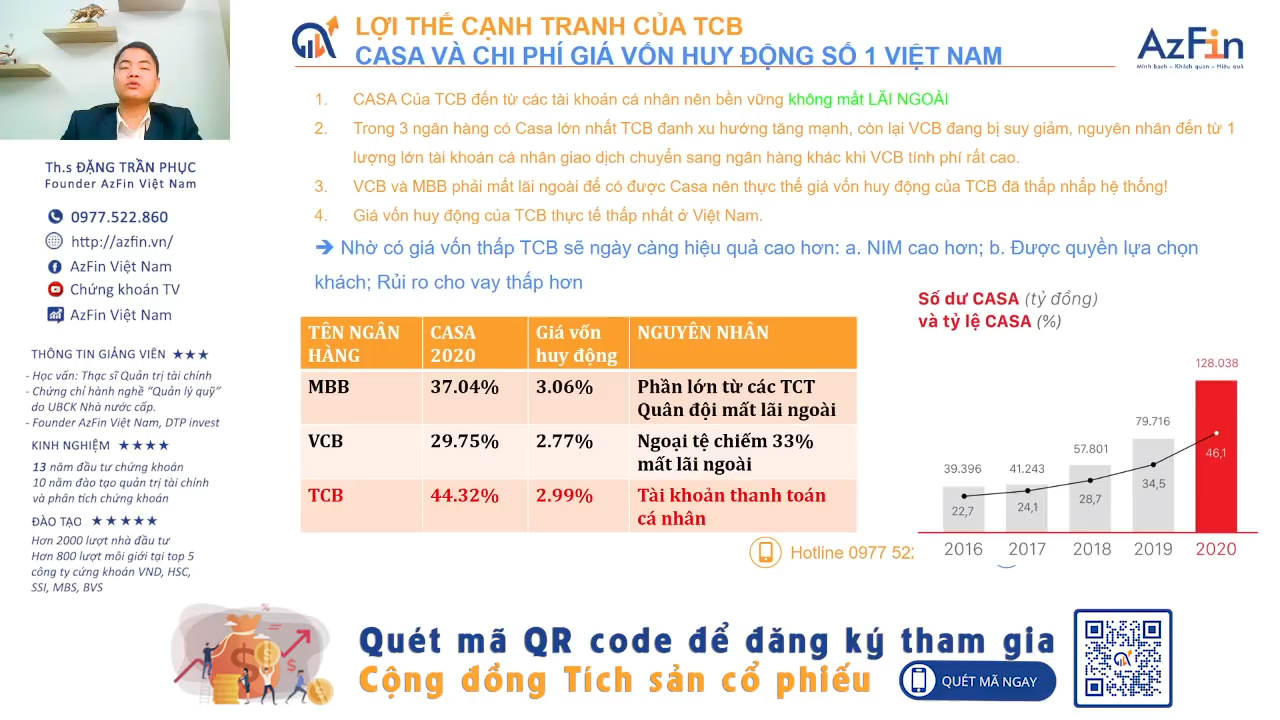 LỢI THẾ CẠNH TRANH CỦA TCB
CASA VÀ CHI PHÍ GIÁ VỐN HUY ĐỘNG SỐ 1 VIỆT NAM
AzFin
Minh bạch – Khách quan – Hiệu quả
1. CASA Của TCB đến từ các tài khoản cá nhân nên bền vững không mất LÃI NGOÀI
2. Trong 3 ngân hàng có Casa lớn nhất TCB đanh xu hướng tăng mạnh, còn lại VCB đang bị suy giảm, nguyên nhân đến từ 1
lượng lớn tài khoán cá nhân giao dịch chuyển sang ngân hàng khác khi VCB tính phí rất cao.
3. VCB và MBB phải mất lãi ngoài để có được Casa nên thực thế giá vốn huy động của TCB đã thấp nhấp hệ thống!
4. Giá vốn huy động của TCB thực tế thấp nhất ở Việt Nam.
➔ Nhờ có giá vốn thấp TCB sẽ ngày càng hiệu quả cao hơn: a. NIM cao hơn; b. Được quyền lựa chọn
khách; Rủi ro cho vay thấp hơn
Th.s ĐẶNG TRẦN PHỤC
Founder AzFin Việt Nam
0977.522.860
http://azfin.vn/
AzFin Việt Nam
Chứng khoán TV
AzFin Việt Nam
THÔNG TIN GIẢNG VIÊN ★★★
- Học vấn: Thạc sĩ Quản trị tài chính
- Chứng chỉ hành nghề "Quản lý quỹ"
do UBCK Nhà nước cấp.
- Founder AzFin Việt Nam, DTP invest
KINH NGHIỆM ★★★★
13 năm đầu tư chứng khoán
10 năm đào tạo quản trị tài chính
và phân tích chứng khoán
ĐÀO TẠO ★★★★★
Hơn 2000 lượt nhà đầu tư
Hơn 800 lượt môi giới tại top 5
công ty cứng khoán VND, HSC,
SSI, MBS, BVS
TÊN NGÂN HÀNG CASA 2020 Giá vốn huy động NGUYÊN NHÂN
MBB 37.04% 3.06% Phần lớn từ các TCT Quân đội mất lãi ngoài
VCB 29.75% 2.77% Ngoại tệ chiếm 33% mất lãi ngoài
TCB 44.32% 2.99% Tài khoản thanh toán cá nhân
Số dư CASA (tỷ đồng)
và tỷ lệ CASA (%)
39.396 41.243 57.801 79.716 128.038
22,7 24,1 28,7 34,5 46,1
2016 2017 2018 2019 2020
Hotline 0977 522
Quét mã QR code để đăng ký tham gia
Cộng đồng Tích sản cổ phiếu
QUÉT MÃ NGAY